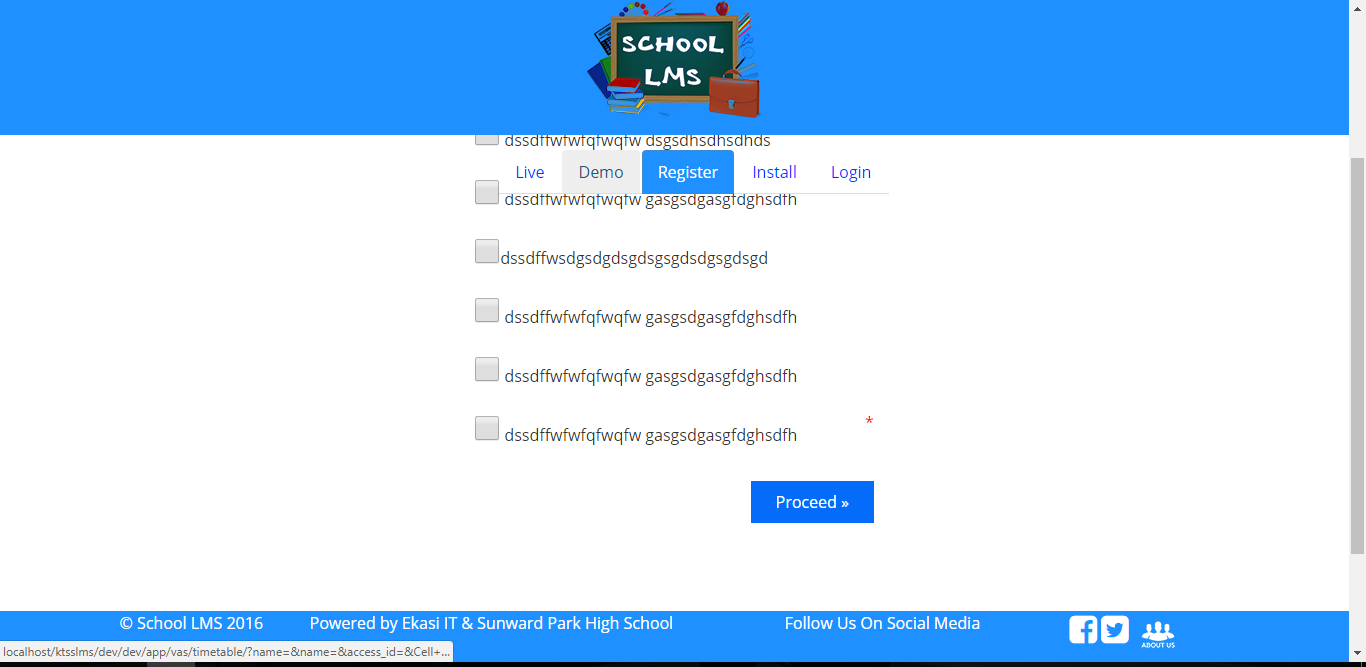 SCHOOL
LMS
dssdffwfwfqfwqfw dsgsdhsdhsdhds
Live Demo Register Install Login
dssdffwfwfqfwqfw gasgsdgasgfdghsdfh
dssdffwsdgsdgdsgdsgsgdsdgsgdsgd
dssdffwfwfqfwqfw gasgsdgasgfdghsdfh
dssdffwfwfqfwqfw gasgsdgasgfdghsdfh
*
dssdffwfwfqfwqfw gasgsdgasgfdghsdfh
Proceed »
© School LMS 2016 Powered by Ekasi IT & Sunward Park High School Follow Us On Social Media
ABOUT US
localhost/ktsslms/dev/dev/app/vas/timetable/?name=&name=&access_id=&Cell+...